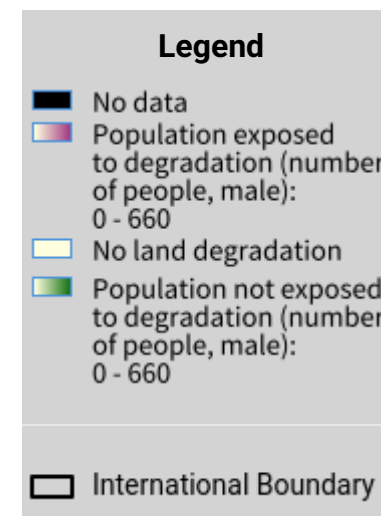 Legend
No data
Population exposed
to degradation (number
of people, male):
0 - 660
No land degradation
Population not exposed
to degradation (number
of people, male):
0 - 660
International Boundary